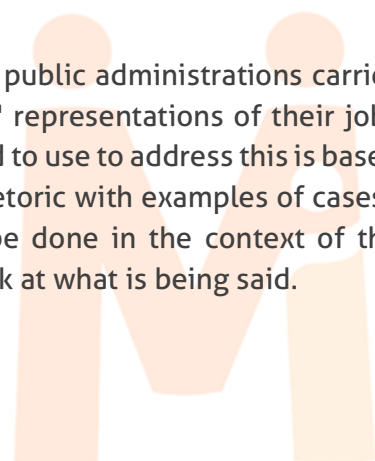 public administrations carrie
representations of their job
to use to address this is base
etoric with examples of cases
be done in the context of th
k at what is being said.